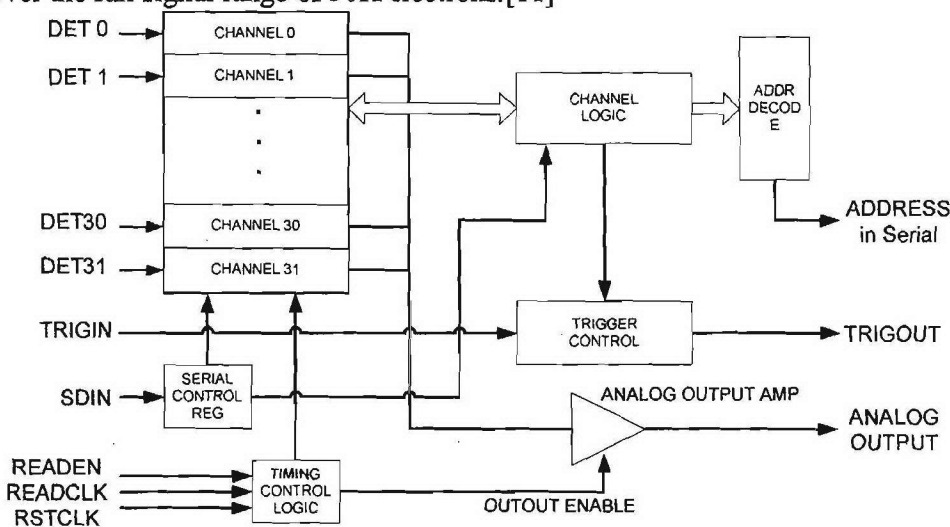 DET 0
CHANNEL 0
DET 1
CHANNEL 1
CHANNEL
LOGIC
ADDR
DECOD
E
DET30
CHANNEL 30
ADDRESS
in Serial
DET31
CHANNEL 31
TRIGIN
TRIGGER
CONTROL
TRIGOUT
SDIN
SERIAL
CONTROL
REG
ANALOG OUTPUT AMP
ANALOG
OUTPUT
READEN
READCLK
RSTCLK
TIMING
CONTROL
LOGIC
OUTOUT ENABLE